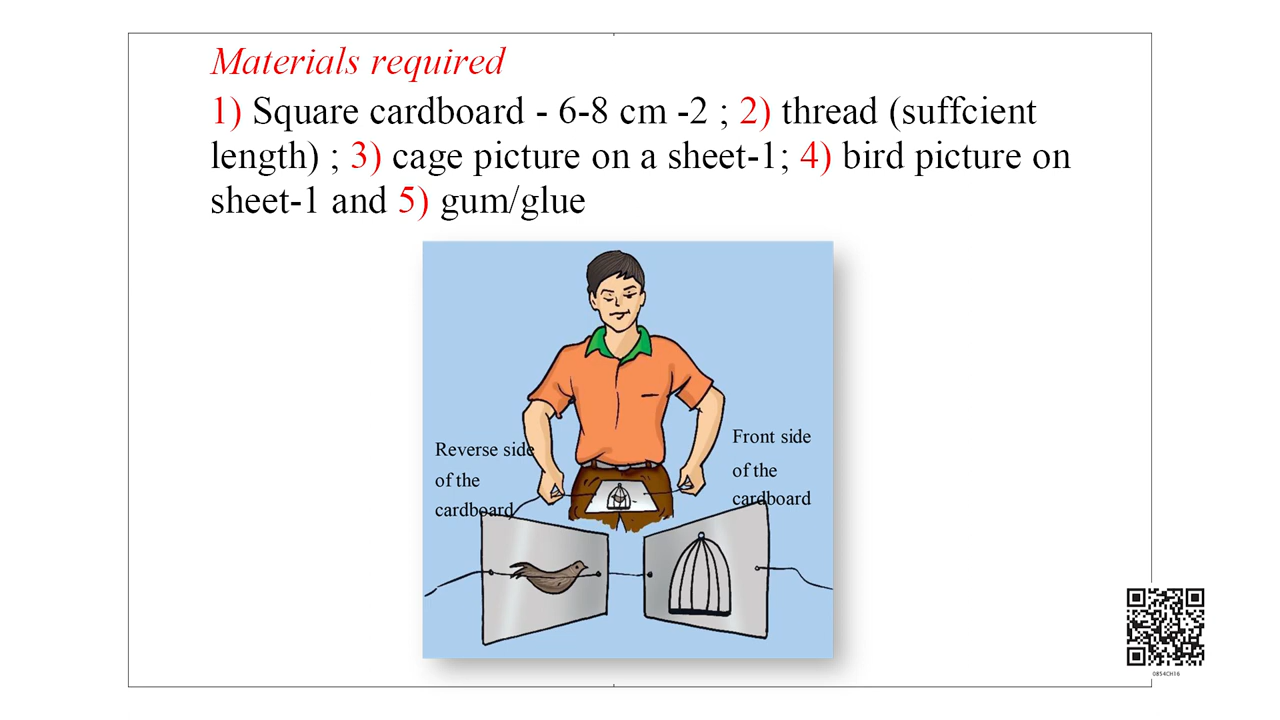 Materials required
1) Square cardboard - 6-8 cm -2 ; 2) thread (suffcient
length) ; 3) cage picture on a sheet-1; 4) bird picture on
sheet-1 and 5) gum/glue
Reverse side
of the
cardboard
Front side
of the
cardboard
0854CH16